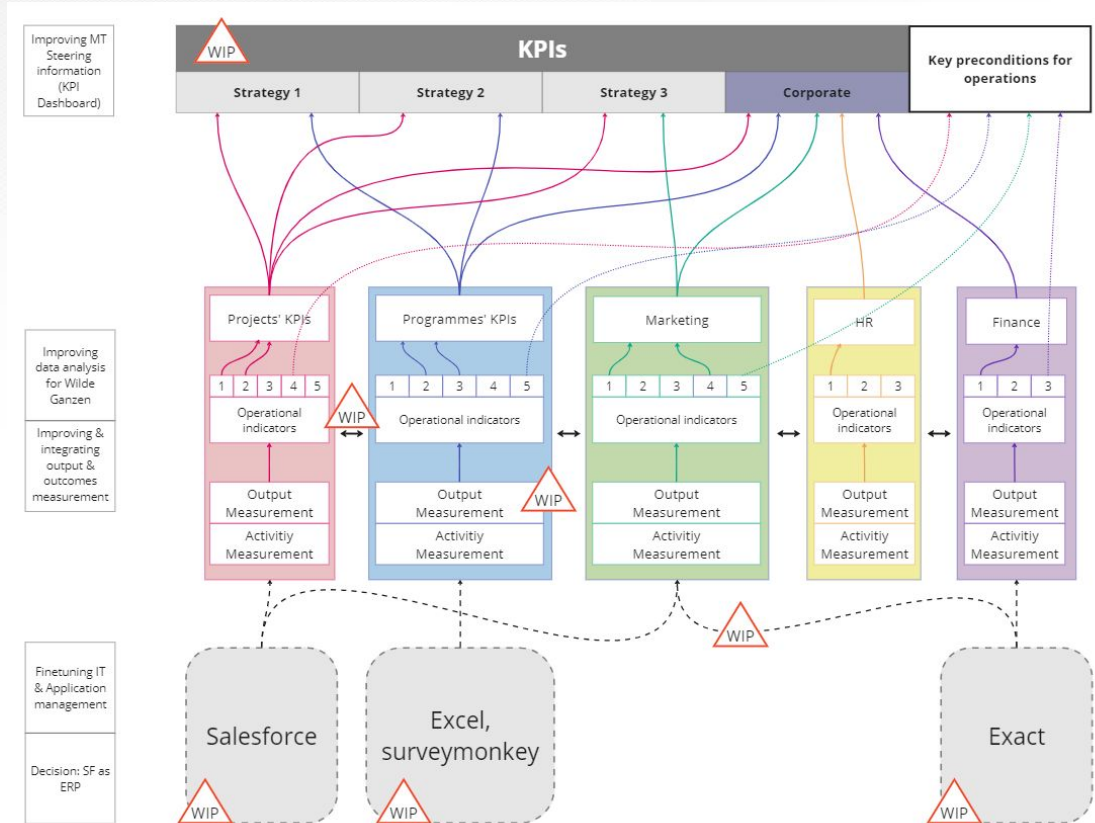 Improving MT
Steering
information
(KPI
Dashboard)
WIP
KPIs
Key preconditions for
operations
Strategy 1
Strategy 2
Strategy 3
Corporate
Improving
data analysis
for Wilde
Ganzen
Improving &
integrating
output &
outcomes
measurement
Projects' KPIs
1 2 3 4 5
Operational
indicators
Output
Measurement
Activitiy
Measurement
WIP
Programmes' KPIs
1 2 3 4 5
Operational indicators
Output
Measurement
Activitiy
Measurement
WIP
Marketing
1 2 3 4 5
Operational indicators
Output
Measurement
Activitiy
Measurement
HR
1 2 3
Operational
indicators
Output
Measurement
Activitiy
Measurement
Finance
1 2 3
Operational
indicators
Output
Measurement
Activitiy
Measurement
WIP
Finetuning IT
& Application
management
Decision: SF as
ERP
Salesforce
WIP
Excel,
surveymonkey
WIP
Exact
WIP